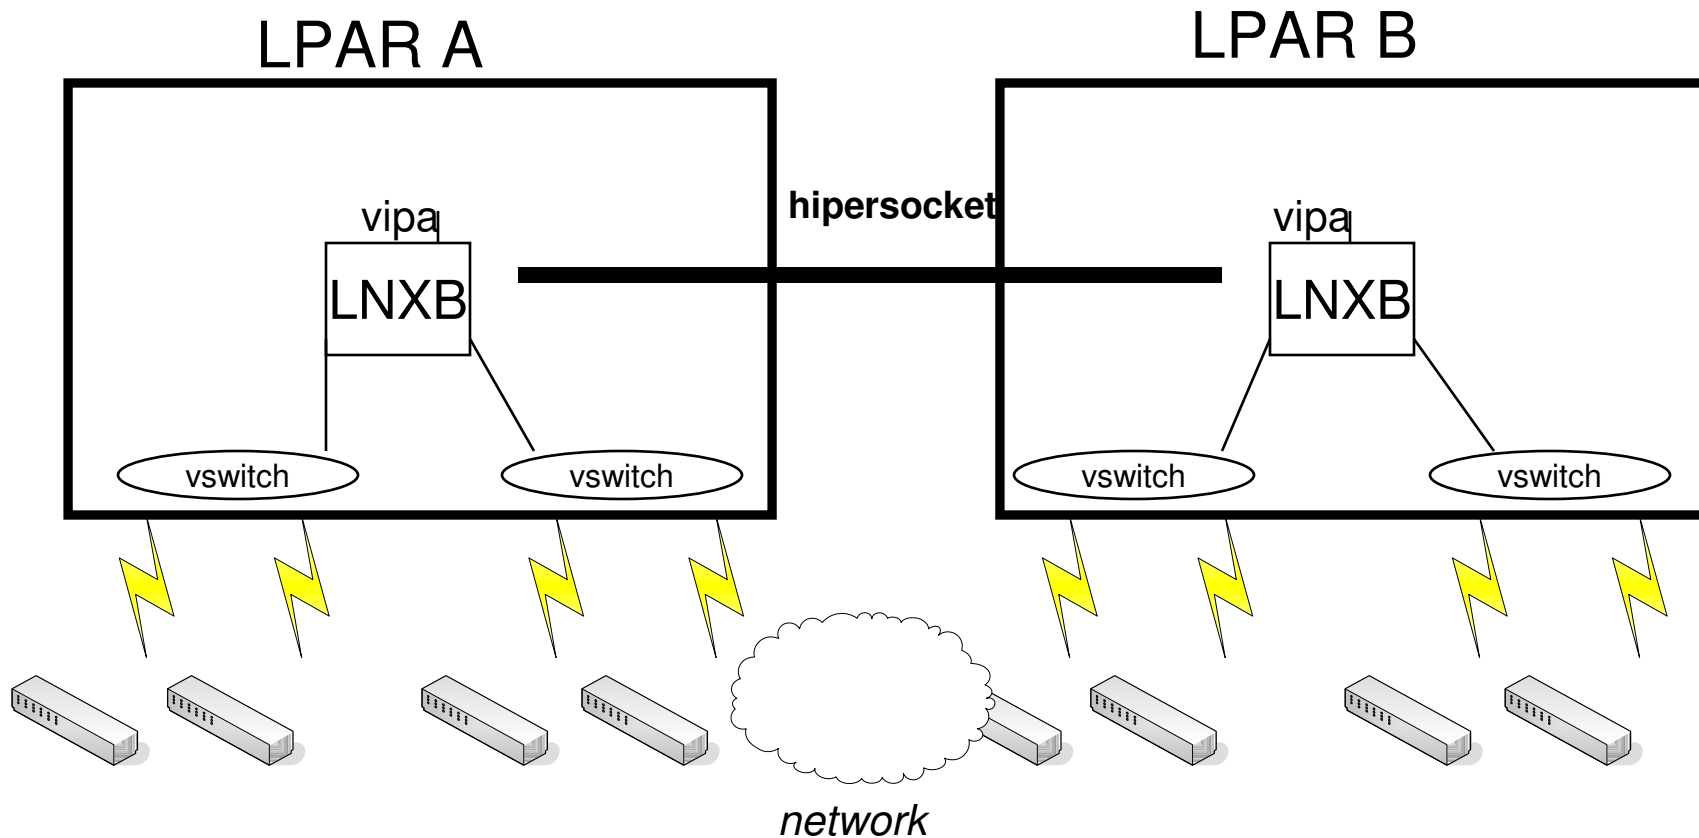 LPAR A
LPAR B
hipersocket
vipa
vipa
LNXB
LNXB
vswitch
vswitch
vswitch
vswitch
network